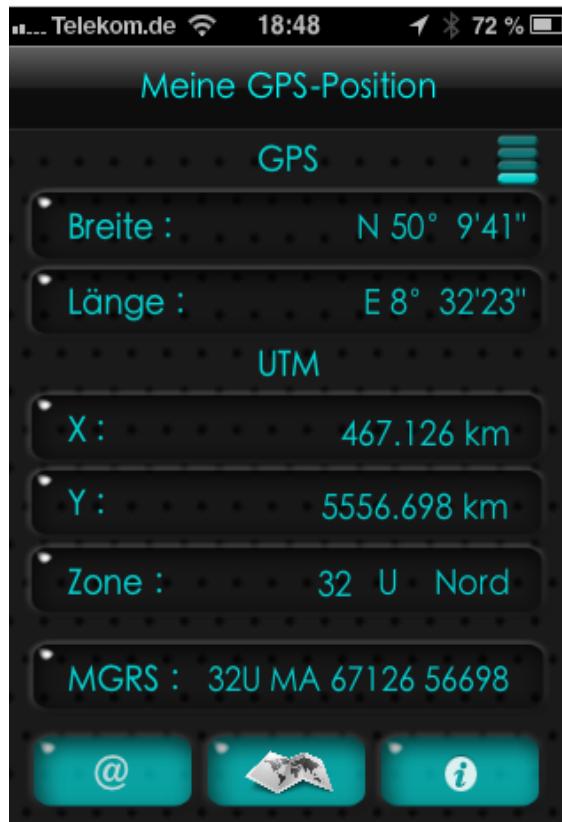 Telekom.de 18:48 72 %
Meine GPS-Position
GPS
Breite : N 50° 9'41"
Länge : E 8° 32'23"
UTM
X : 467.126 km
Y : 5556.698 km
Zone : 32 U Nord
MGRS : 32U MA 67126 56698
@
i